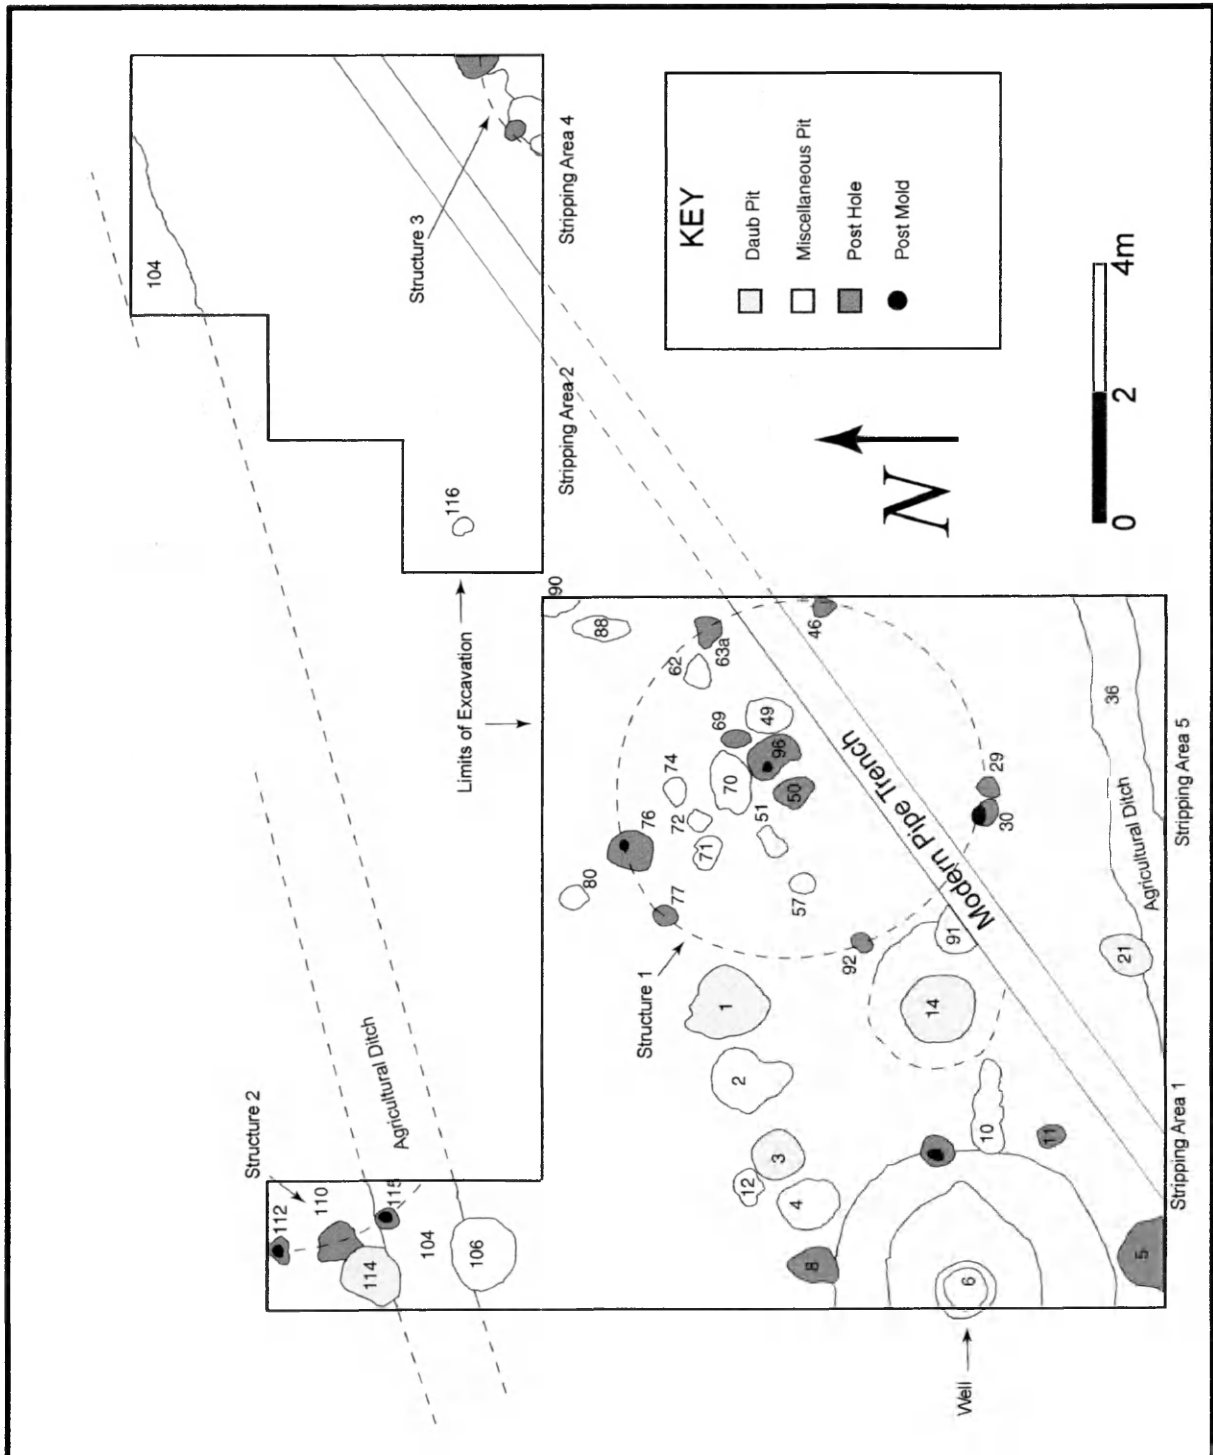 104
Structure 3
Stripping Area 4
Stripping Area 2
116
Limits of Excavation
KEY
Daub Pit
Miscellaneous Pit
Post Hole
Post Mold
N
0
2
4m
Structure 2
112
110
115
114
104
106
Agricultural Ditch
90
88
62
63a
46
69
49
96
74
70
50
76
72
71
51
80
77
57
29
30
Structure 1
92
91
1
14
2
3
12
4
10
11
8
6
5
Well
Modern Pipe Trench
36
Agricultural Ditch
21
Stripping Area 5
Stripping Area 1